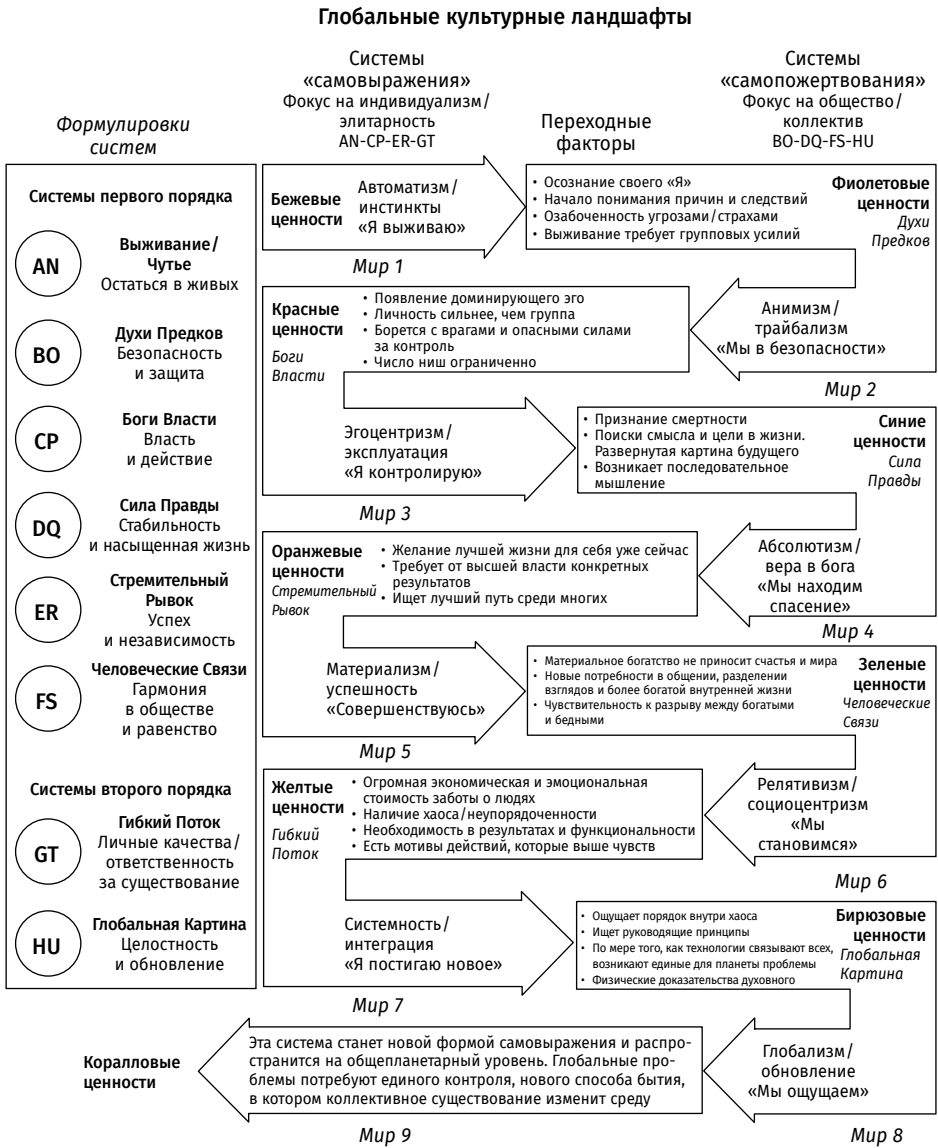 Глобальные культурные ландшафты
Формулировки
систем
Системы
«самовыражения»
Фокус на индивидуализм/
элитарность
AN-CP-ER-GT
Переходные
факторы
Системы
«самопожертвования»
Фокус на общество/
коллектив
BO-DQ-FS-HU
Системы первого порядка
AN
Выживание/
Чутье
Остаться в живых
BO
Духи Предков
Безопасность
и защита
CP
Боги Власти
Власть
и действие
DQ
Сила Правды
Стабильность
и насыщенная жизнь
ER
Стремительный
Рывок
Успех
и независимость
FS
Человеческие Связи
Гармония
в обществе
и равенство
Системы второго порядка
GT
Гибкий Поток
Личные качества/
ответственность
за существование
HU
Глобальная Картина
Целостность
и обновление
Бежевые
ценности
Автоматизм/
инстинкты
«Я выживаю»
Мир 1
• Осознание своего «Я»
• Начало понимания причин и следствий
• Озабоченность угрозами/страхами
• Выживание требует групповых усилий
Фиолетовые
ценности
Духи
Предков
Анимизм/
трайбализм
«Мы в безопасности»
Мир 2
Красные
ценности
Боги
Власти
• Появление доминирующего эго
• Личность сильнее, чем группа
• Борется с врагами и опасными силами
за контроль
• Число ниш ограниченно
Эгоцентризм/
эксплуатация
«Я контролирую»
Мир 3
• Признание смертности
• Поиски смысла и цели в жизни.
Развернутая картина будущего
• Возникает последовательное
мышление
Синие
ценности
Сила
Правды
Абсолютизм/
вера в бога
«Мы находим
спасение»
Мир 4
Оранжевые
ценности
Стремительный
Рывок
• Желание лучшей жизни для себя уже сейчас
• Требует от высшей власти конкретных
результатов
• Ищет лучший путь среди многих
Материализм/
успешность
«Совершенствуюсь»
Мир 5
• Материальное богатство не приносит счастья и мира
• Новые потребности в общении, разделении
взглядов и более богатой внутренней жизни
• Чувствительность к разрыву между богатыми
и бедными
Зеленые
ценности
Человеческие
Связи
Релятивизм/
социоцентризм
«Мы
становимся»
Мир 6
Желтые
ценности
Гибкий
Поток
• Огромная экономическая и эмоциональная
стоимость заботы о людях
• Наличие хаоса/неупорядоченности
• Необходимость в результатах и функциональности
• Есть мотивы действий, которые выше чувств
Системность/
интеграция
«Я постигаю новое»
Мир 7
• Ощущает порядок внутри хаоса
• Ищет руководящие принципы
• По мере того, как технологии связывают всех,
возникают единые для планеты проблемы
• Физические доказательства духовного
Бирюзовые
ценности
Глобальная
Картина
Глобализм/
обновление
«Мы ощущаем»
Мир 8
Коралловые
ценности
Эта система станет новой формой самовыражения и распро-
странится на общепланетарный уровень. Глобальные про-
блемы потребуют единого контроля, нового способа бытия,
в котором коллективное существование изменит среду
Мир 9